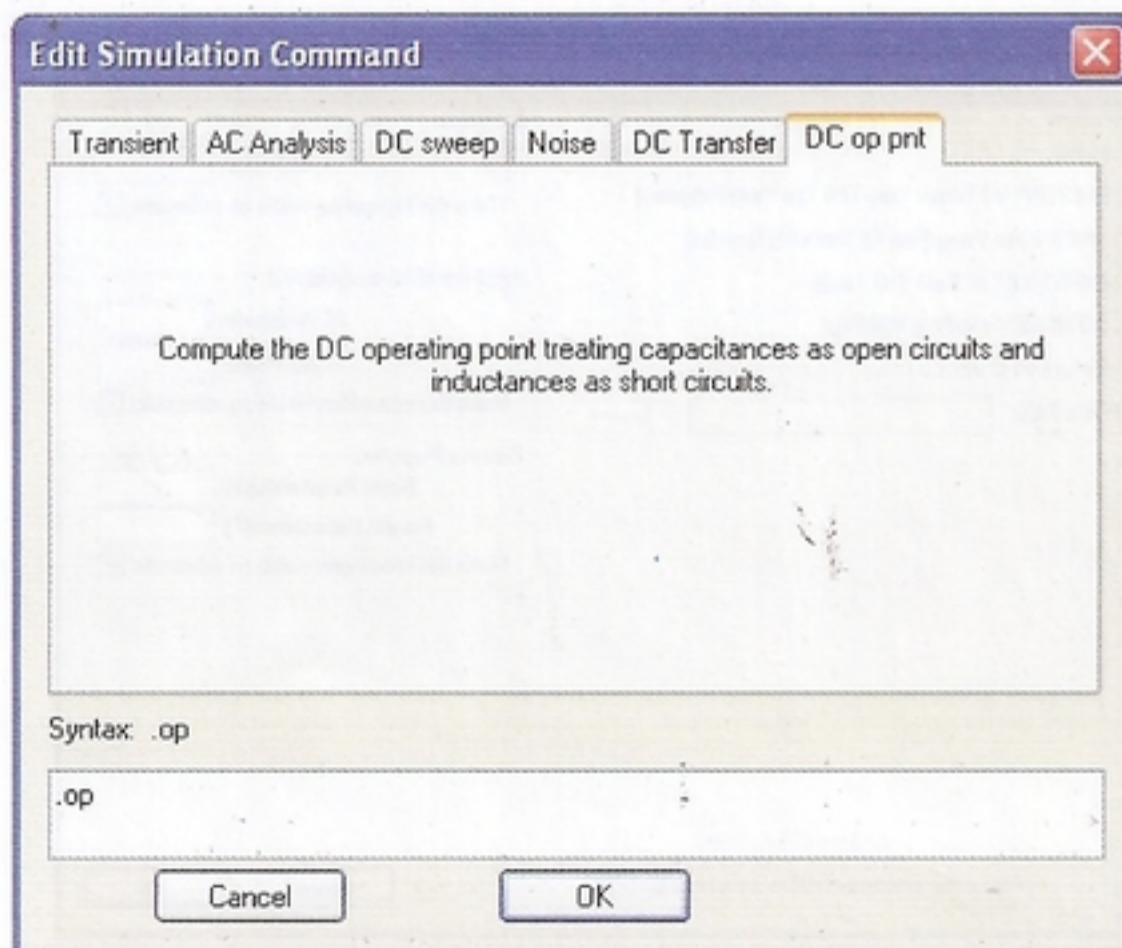 Edit Simulation Command
Transient AC Analysis DC sweep Noise DC Transfer DC op pnt
Compute the DC operating point treating capacitances as open circuits and
inductances as short circuits.
Syntax: .op
.op
Cancel OK